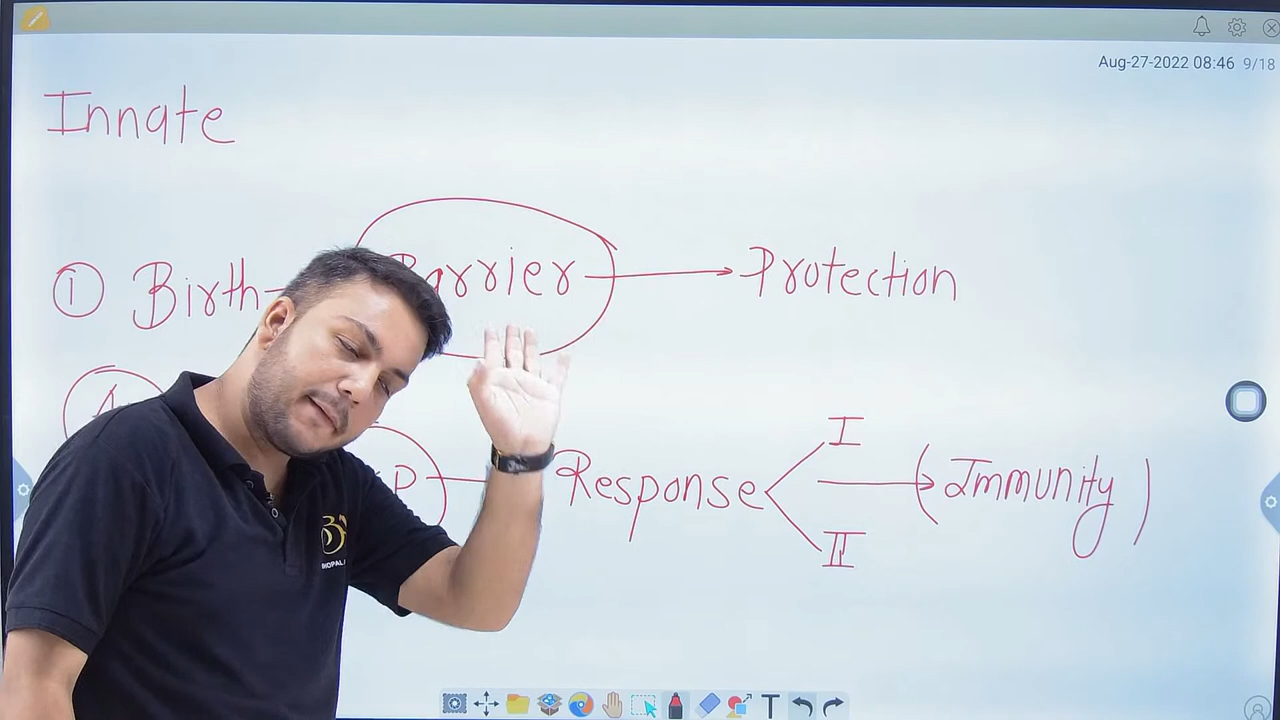 Aug-27-2022 08:46 9/18
Innate
① Birth Barrier → Protection
P Response I
→ (Immunity)
II